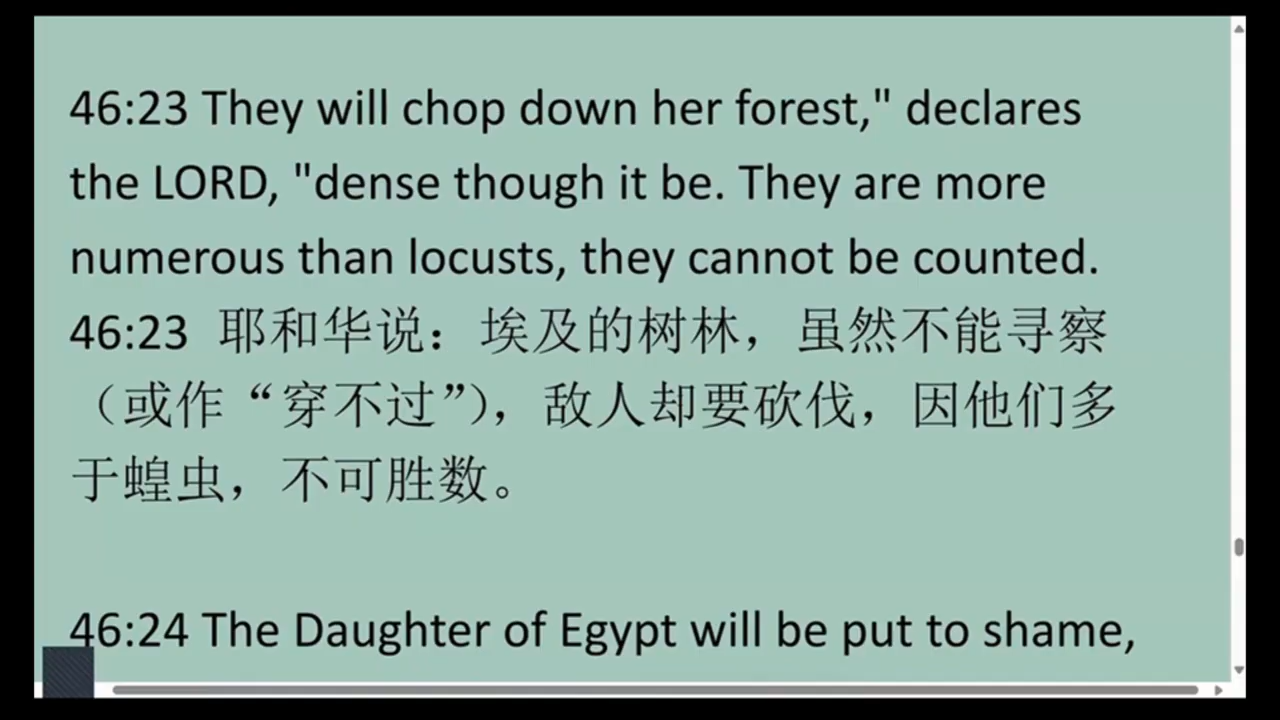 46:23 They will chop down her forest," declares
the LORD, "dense though it be. They are more
numerous than locusts, they cannot be counted.
46:23 耶和华说：埃及的树林，虽然不能寻察
（或作“穿不过”），敌人却要砍伐，因他们多
于蝗虫，不可胜数。
46:24 The Daughter of Egypt will be put to shame,